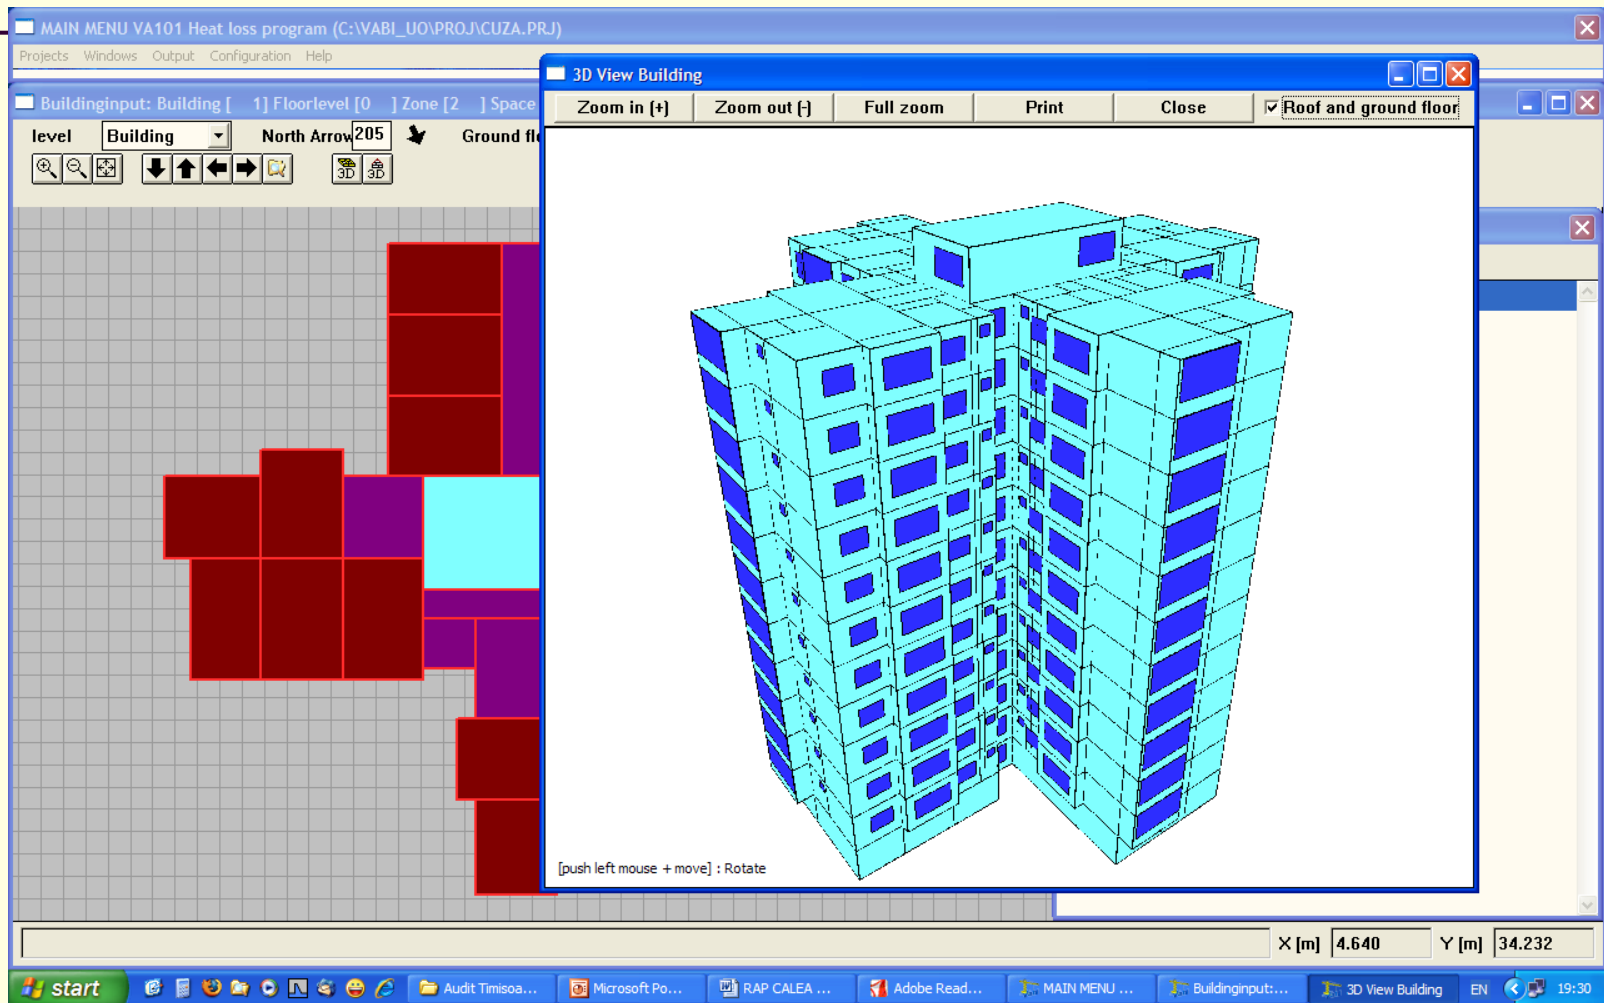 MAIN MENU VA101 Heat loss program (C:\VABI_UO\PROJ\CUZA.PRJ)
Projects Windows Output Configuration Help
3D View Building
Zoom in (+) Zoom out (-) Full zoom Print Close Roof and ground floor
Buildinginput: Building [ 1] Floorlevel [0 ] Zone [2 ] Space
level Building North Arrow 205 Ground flo
3D 3D
[push left mouse + move] : Rotate
X [m] 4.640 Y [m] 34.232
start Audit Timisoa... Microsoft Po... RAP CALEA ... Adobe Read... MAIN MENU ... Buildinginput:... 3D View Building EN 19:30